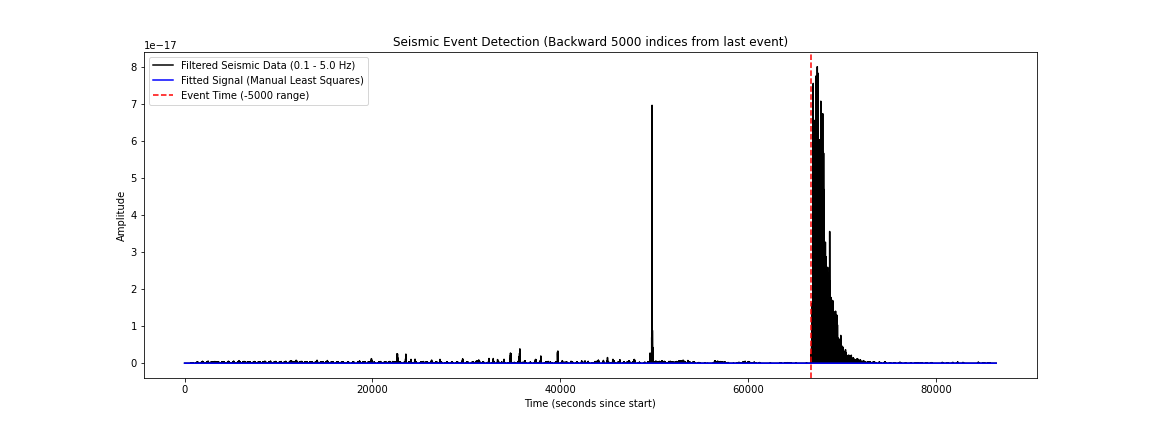 Seismic Event Detection (Backward 5000 indices from last event)
1e−17
Filtered Seismic Data (0.1 - 5.0 Hz)
Fitted Signal (Manual Least Squares)
Event Time (-5000 range)
8
7
6
5
4
3
2
1
0
Amplitude
0 20000 40000 60000 80000
Time (seconds since start)